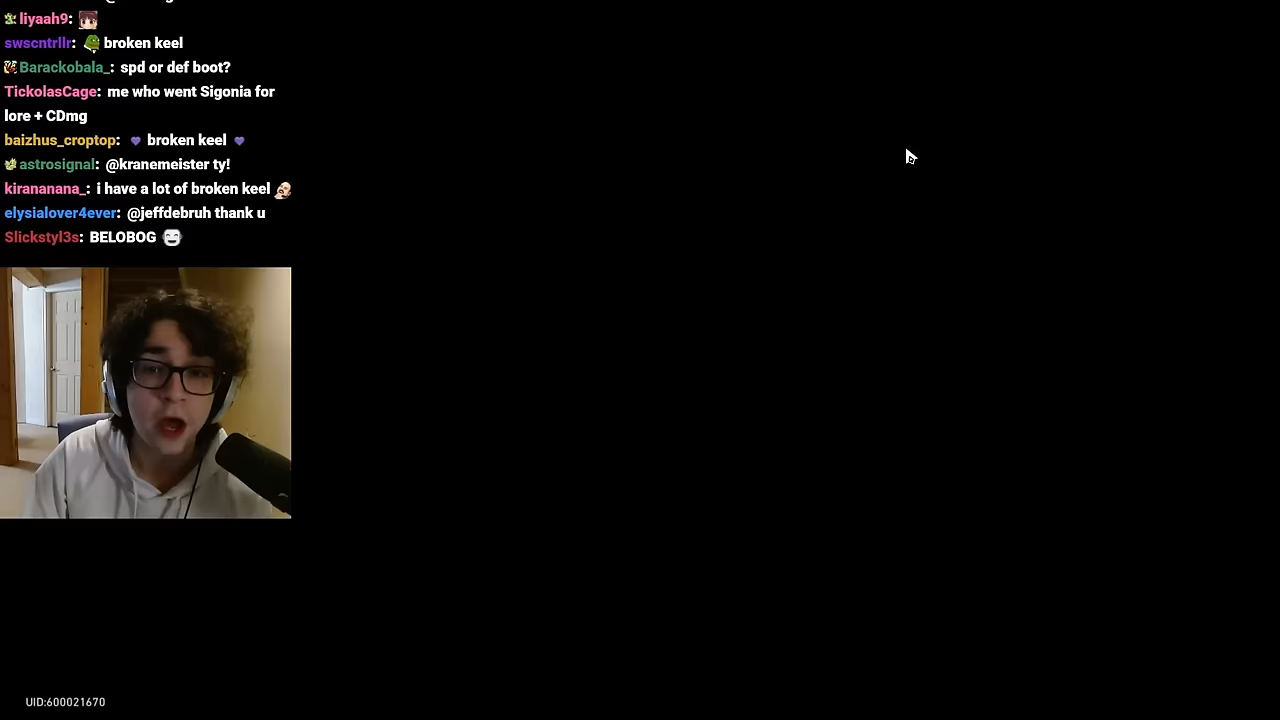 liyaah9:
swscntrllr: broken keel
Barackobala_: spd or def boot?
TickolasCage: me who went Sigonia for
lore + CDmg
baizhus_croptop: broken keel
astrosignal: @kranemeister ty!
kirananana_: i have a lot of broken keel
elysialover4ever: @jeffdebruh thank u
Slickstyl3s: BELOBOG
UID:600021670